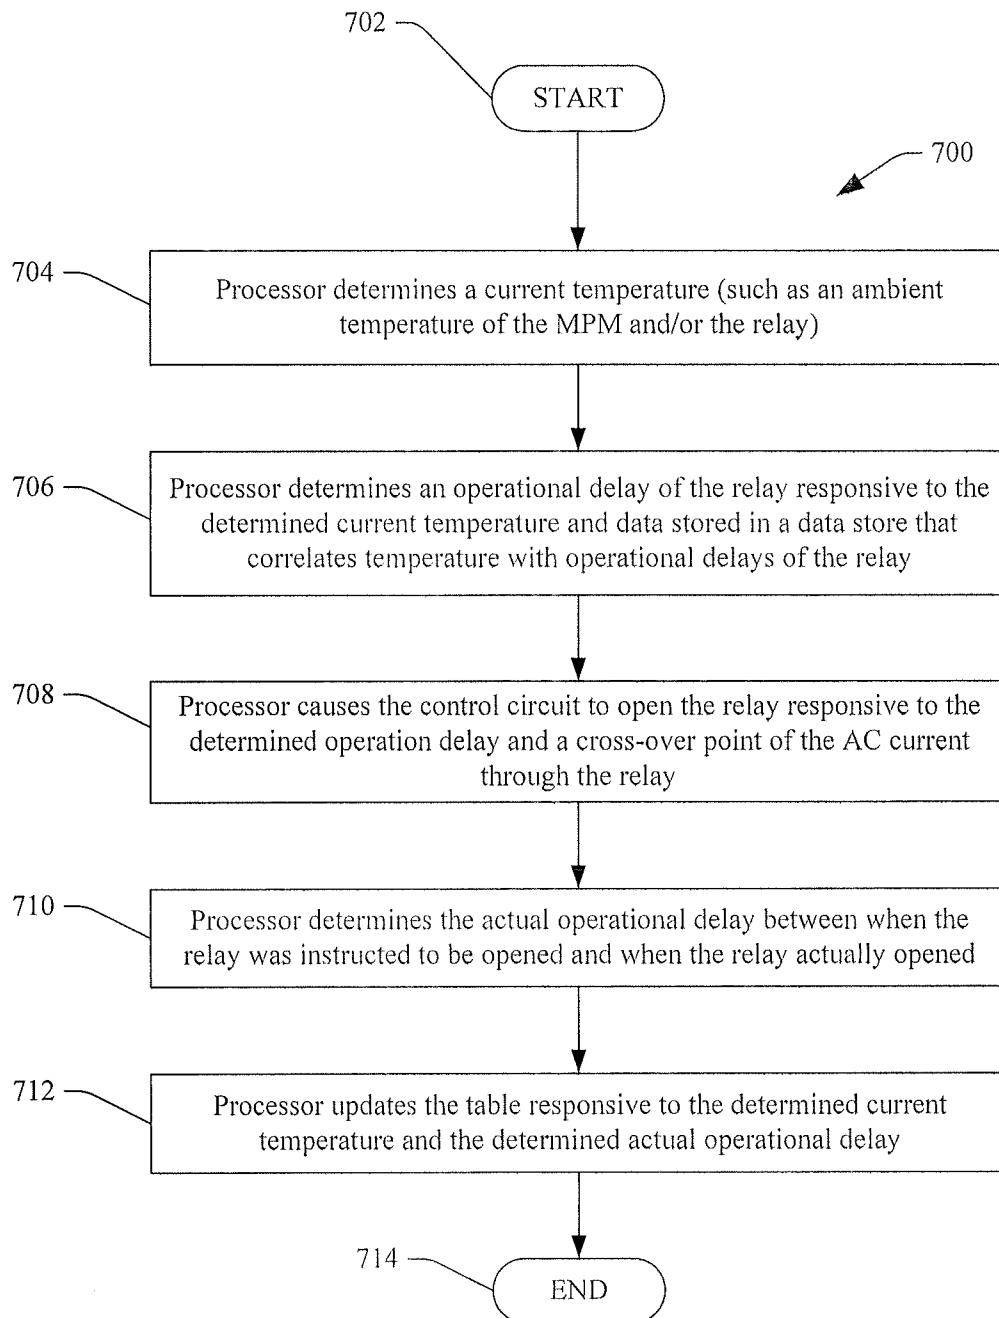 702
START
700
704
Processor determines a current temperature (such as an ambient
temperature of the MPM and/or the relay)
706
Processor determines an operational delay of the relay responsive to the
determined current temperature and data stored in a data store that
correlates temperature with operational delays of the relay
708
Processor causes the control circuit to open the relay responsive to the
determined operation delay and a cross-over point of the AC current
through the relay
710
Processor determines the actual operational delay between when the
relay was instructed to be opened and when the relay actually opened
712
Processor updates the table responsive to the determined current
temperature and the determined actual operational delay
714
END